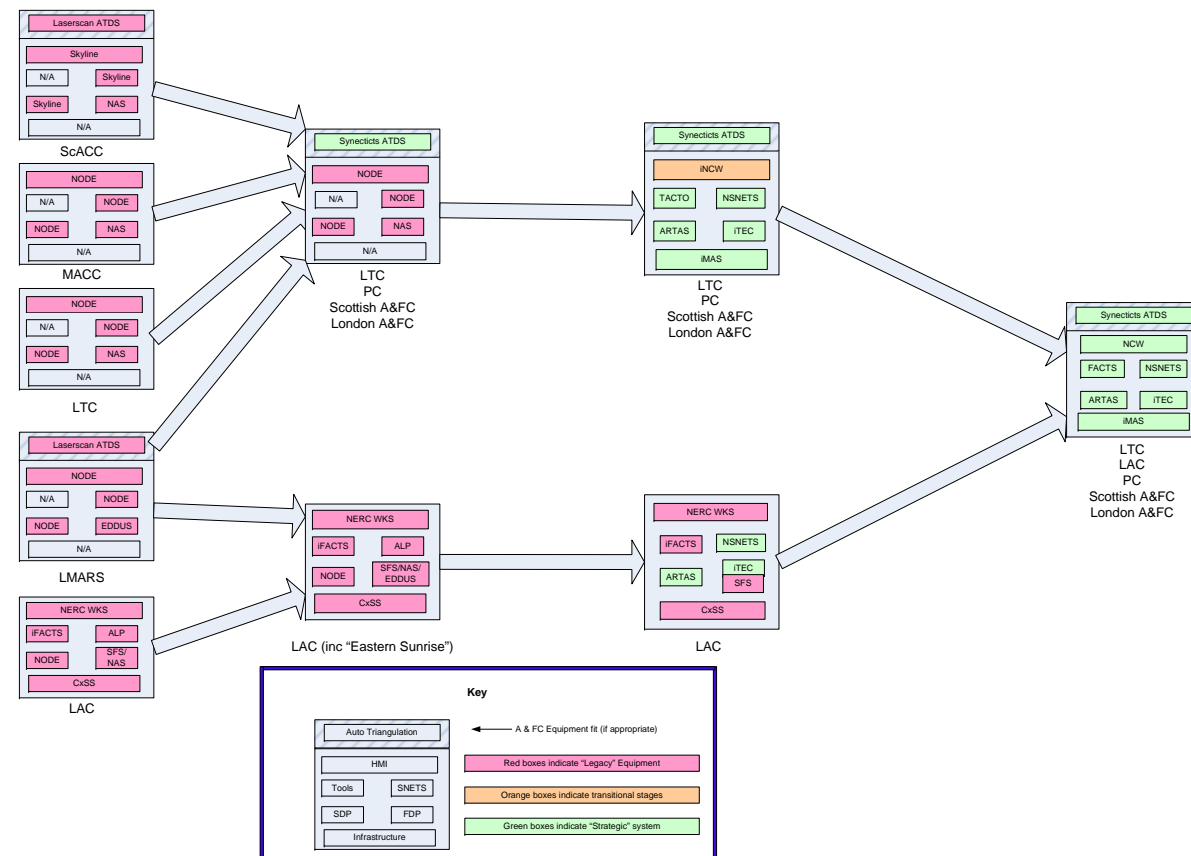 Laserscan ATDS
Skyline
N/A
Skyline
Skyline
NAS
N/A
ScACC
NODE
N/A
NODE
NODE
NAS
N/A
MACC
NODE
N/A
NODE
NODE
NAS
N/A
LTC
Laserscan ATDS
NODE
N/A
NODE
NODE
EDDUS
N/A
LMARS
NERC WKS
iFACTS
ALP
NODE
SFS/
NAS
CxSS
LAC
Synecticts ATDS
NODE
N/A
NODE
NODE
NAS
N/A
LTC
PC
Scottish A&FC
London A&FC
NERC WKS
iFACTS
ALP
NODE
SFS/NAS/
EDDUS
CxSS
LAC (inc “Eastern Sunrise”)
Synecticts ATDS
iNCW
TACTO
NSNETS
ARTAS
iTEC
iMAS
LTC
PC
Scottish A&FC
London A&FC
NERC WKS
iFACTS
NSNETS
ARTAS
iTEC
SFS
CxSS
LAC
Synecticts ATDS
NCW
FACTS
NSNETS
ARTAS
iTEC
iMAS
LTC
LAC
PC
Scottish A&FC
London A&FC
Key
Auto Triangulation
A & FC Equipment fit (if appropriate)
HMI
Tools
SNETS
SDP
FDP
Infrastructure
Red boxes indicate “Legacy” Equipment
Orange boxes indicate transitional stages
Green boxes indicate “Strategic” system